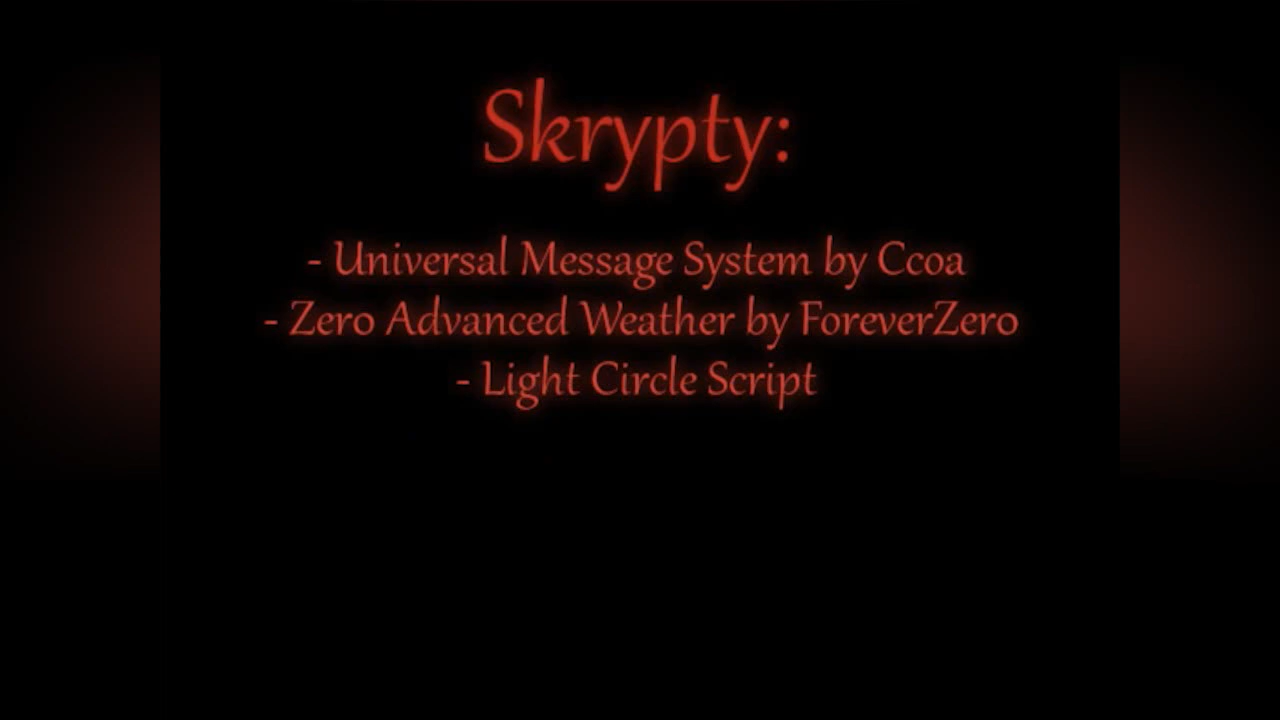 Skrypty:
- Universal Message System by Ccoa
- Zero Advanced Weather by ForeverZero
- Light Circle Script